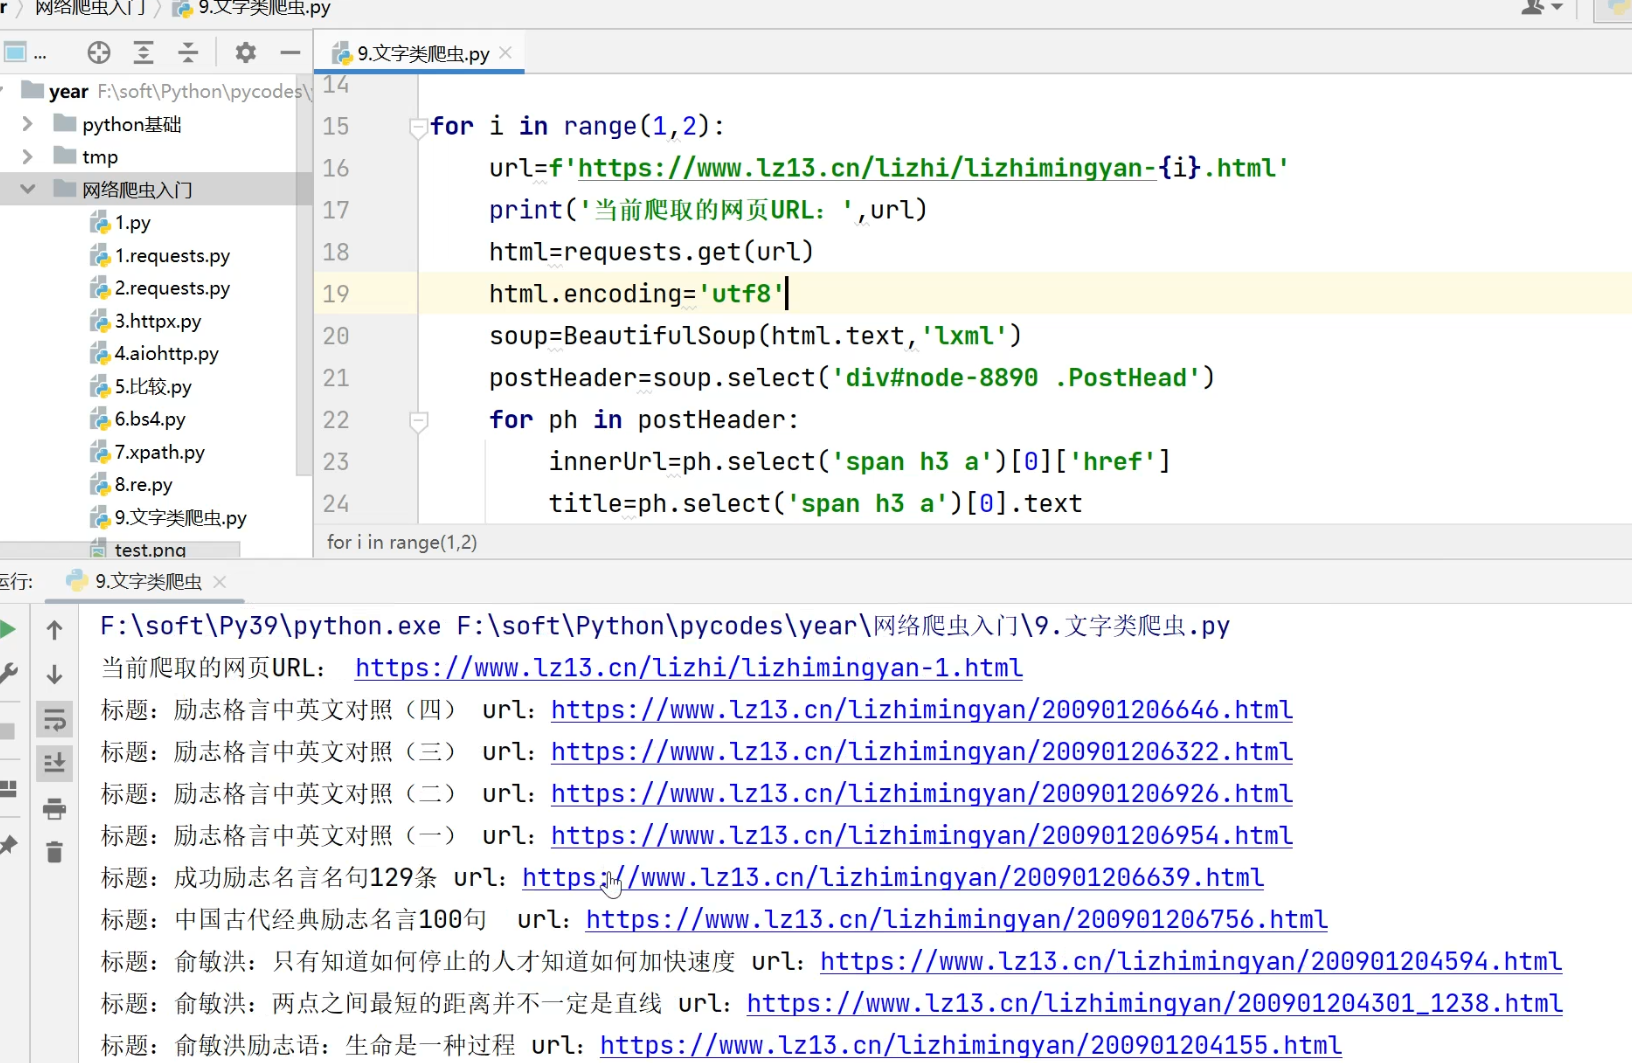 r 网络爬虫入门 9.文字类爬虫.py
...
9.文字类爬虫.py
year F:\soft\Python\pycodes\
python基础
tmp
网络爬虫入门
1.py
1.requests.py
2.requests.py
3.httpx.py
4.aiohttp.py
5.比较.py
6.bs4.py
7.xpath.py
8.re.py
9.文字类爬虫.py
test.png
14
15 for i in range(1,2):
16 url=f'https://www.lz13.cn/lizhi/lizhimingyan-{i}.html'
17 print('当前爬取的网页URL：',url)
18 html=requests.get(url)
19 html.encoding='utf8'
20 soup=BeautifulSoup(html.text,'lxml')
21 postHeader=soup.select('div#node-8890 .PostHead')
22 for ph in postHeader:
23 innerUrl=ph.select('span h3 a')[0]['href']
24 title=ph.select('span h3 a')[0].text
for i in range(1,2)
运行: 9.文字类爬虫
F:\soft\Py39\python.exe F:\soft\Python\pycodes\year\网络爬虫入门\9.文字类爬虫.py
当前爬取的网页URL： https://www.lz13.cn/lizhi/lizhimingyan-1.html
标题：励志格言中英文对照（四） url：https://www.lz13.cn/lizhimingyan/200901206646.html
标题：励志格言中英文对照（三） url：https://www.lz13.cn/lizhimingyan/200901206322.html
标题：励志格言中英文对照（二） url：https://www.lz13.cn/lizhimingyan/200901206926.html
标题：励志格言中英文对照（一） url：https://www.lz13.cn/lizhimingyan/200901206954.html
标题：成功励志名言名句129条 url：https://www.lz13.cn/lizhimingyan/200901206639.html
标题：中国古代经典励志名言100句 url：https://www.lz13.cn/lizhimingyan/200901206756.html
标题：俞敏洪：只有知道如何停止的人才知道如何加快速度 url：https://www.lz13.cn/lizhimingyan/200901204594.html
标题：俞敏洪：两点之间最短的距离并不一定是直线 url：https://www.lz13.cn/lizhimingyan/200901204301_1238.html
标题：俞敏洪励志语：生命是一种过程 url：https://www.lz13.cn/lizhimingyan/200901204155.html